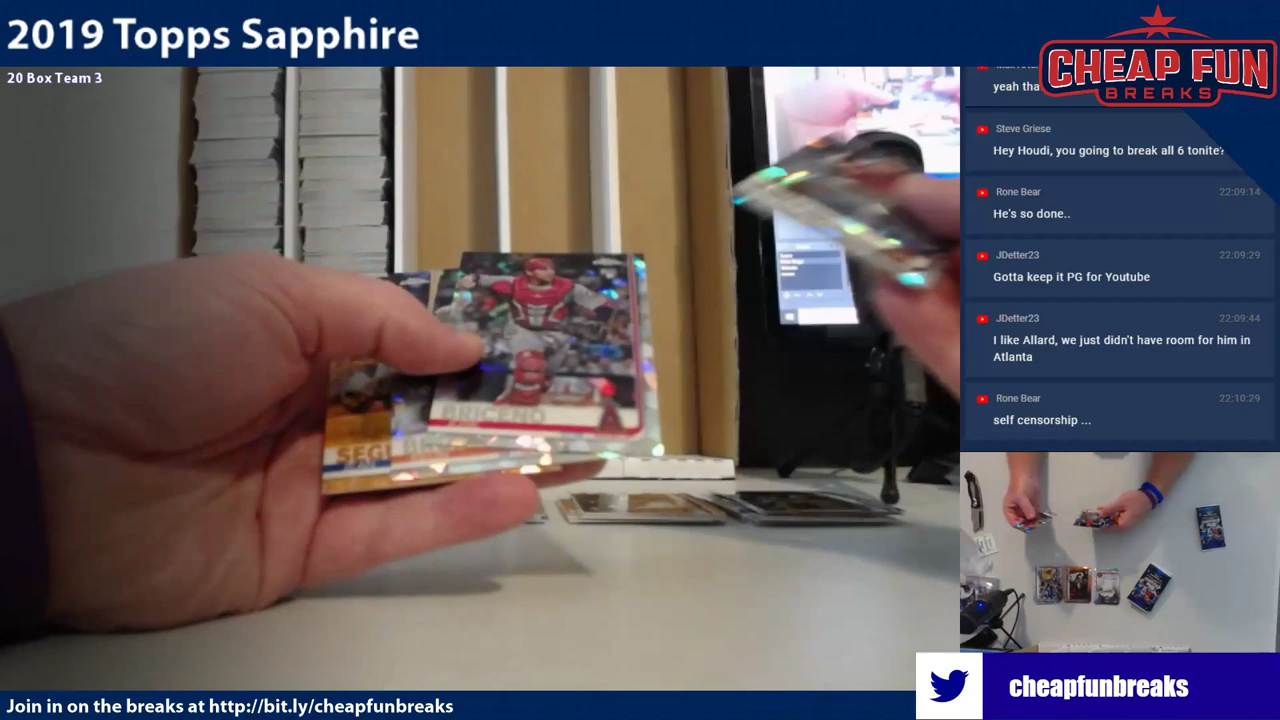 2019 Topps Sapphire
20 Box Team 3
CHEAP FUN
BREAKS
yeah tha
Steve Griese
Hey Houdi, you going to break all 6 tonite?
Rone Bear 22:09:14
He's so done..
JDetter23 22:09:29
Gotta keep it PG for Youtube
JDetter23 22:09:44
I like Allard, we just didn't have room for him in
Atlanta
Rone Bear 22:10:29
self censorship ...
BRICENO
SEGU
cheapfunbreaks
Join in on the breaks at http://bit.ly/cheapfunbreaks